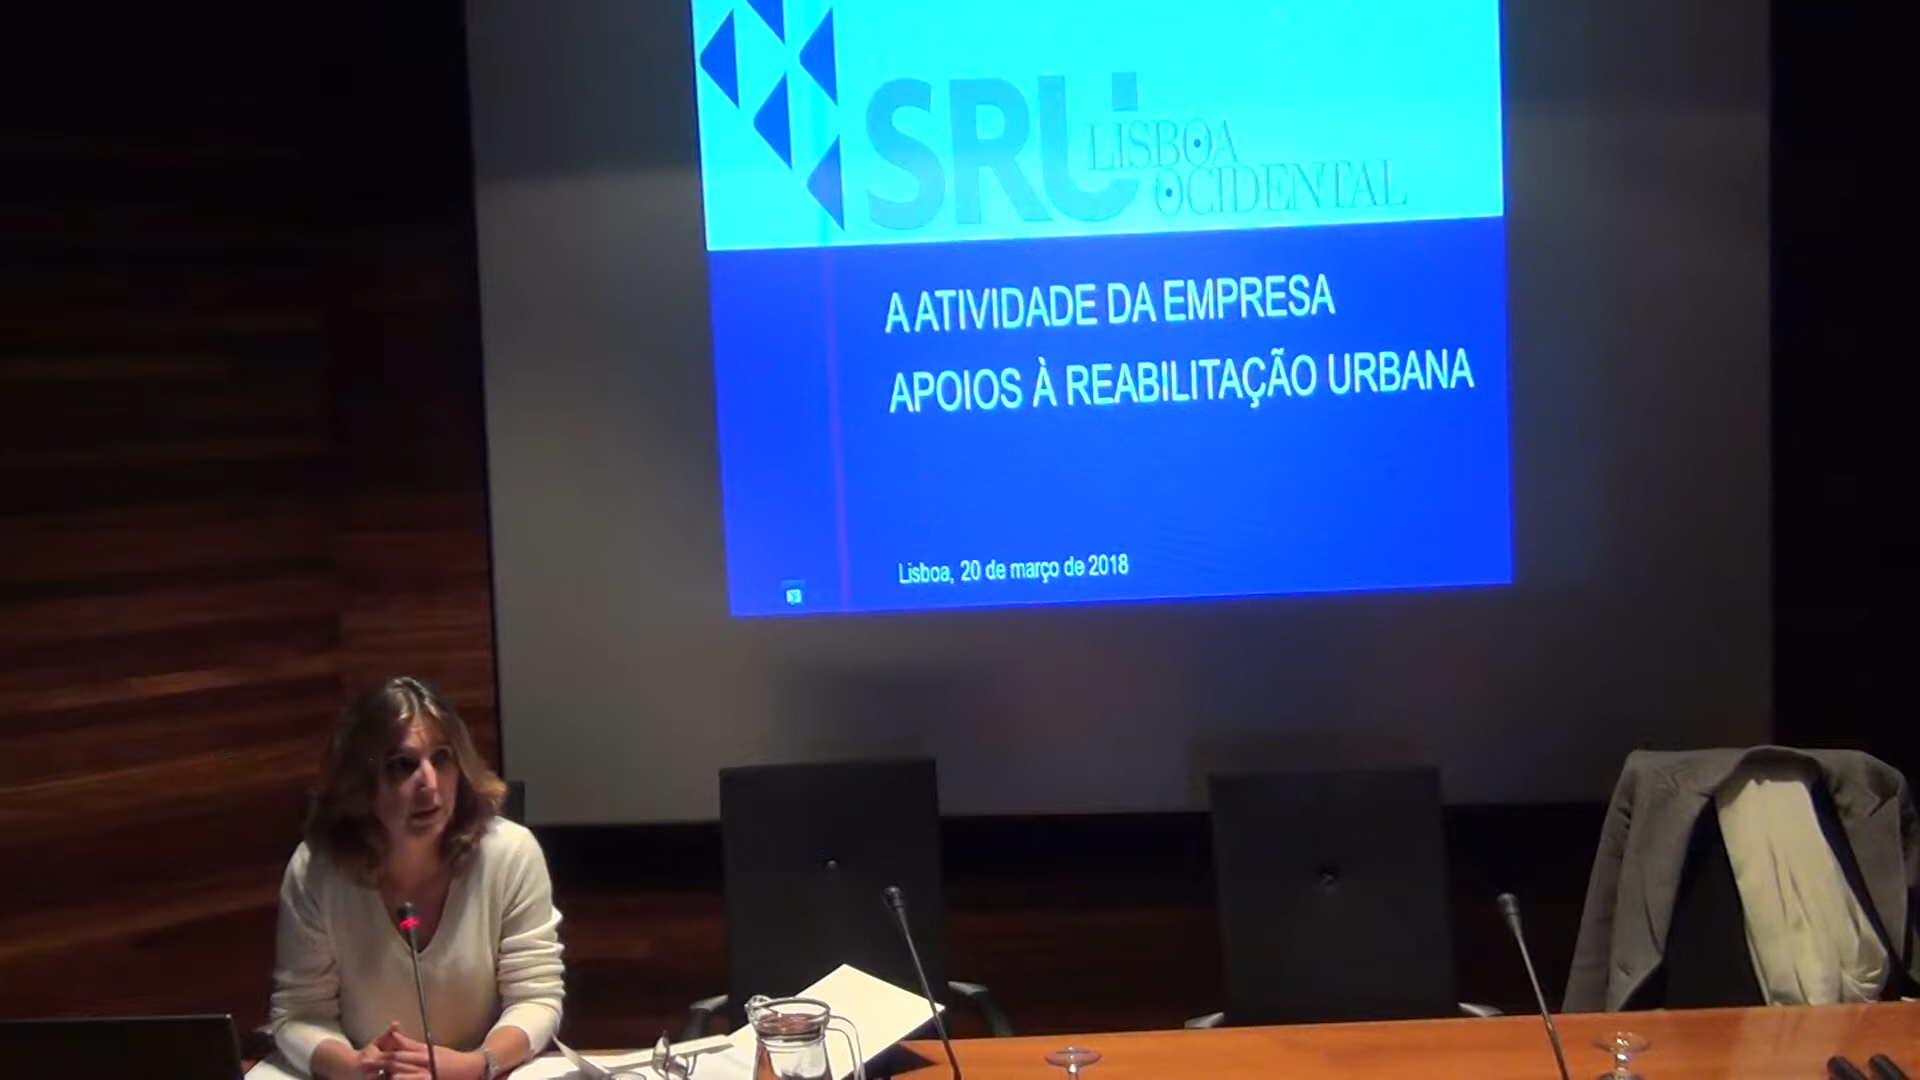 SRU
LISBOA
OCIDENTAL
A ATIVIDADE DA EMPRESA
APOIOS À REABILITAÇÃO URBANA
Lisboa, 20 de março de 2018